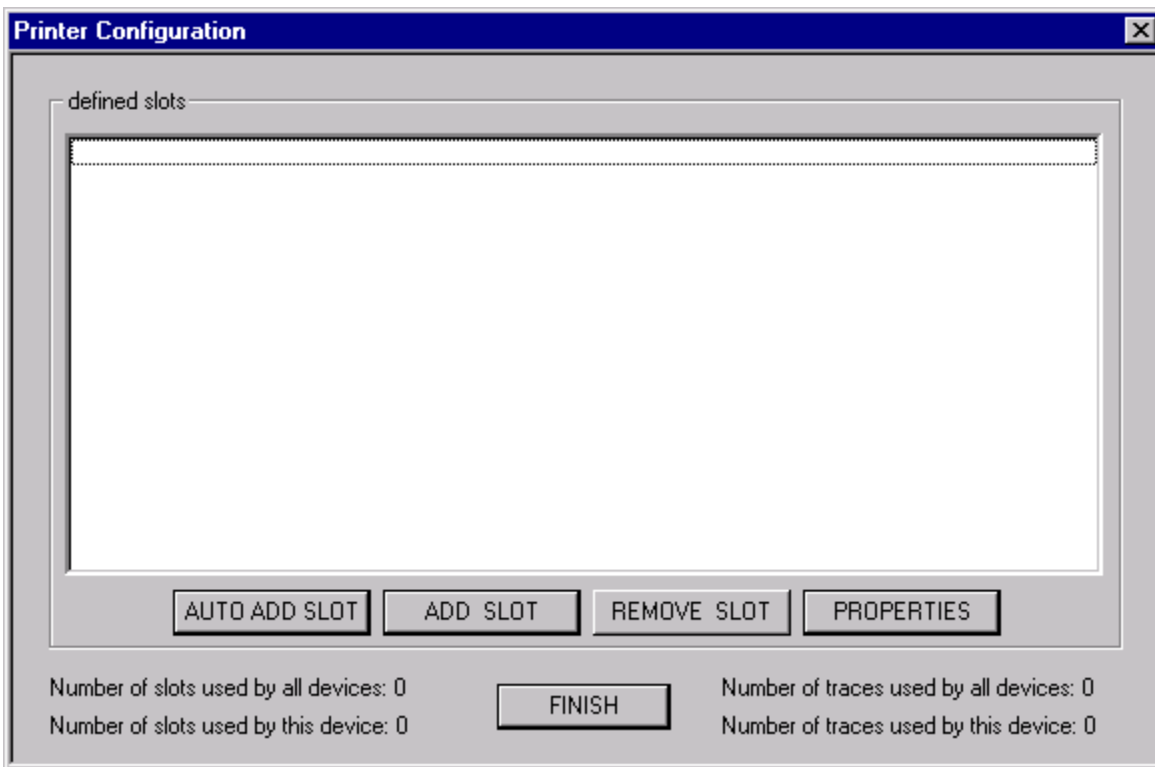 Printer Configuration
defined slots
AUTO ADD SLOT
ADD SLOT
REMOVE SLOT
PROPERTIES
Number of slots used by all devices: 0
Number of slots used by this device: 0
FINISH
Number of traces used by all devices: 0
Number of traces used by this device: 0